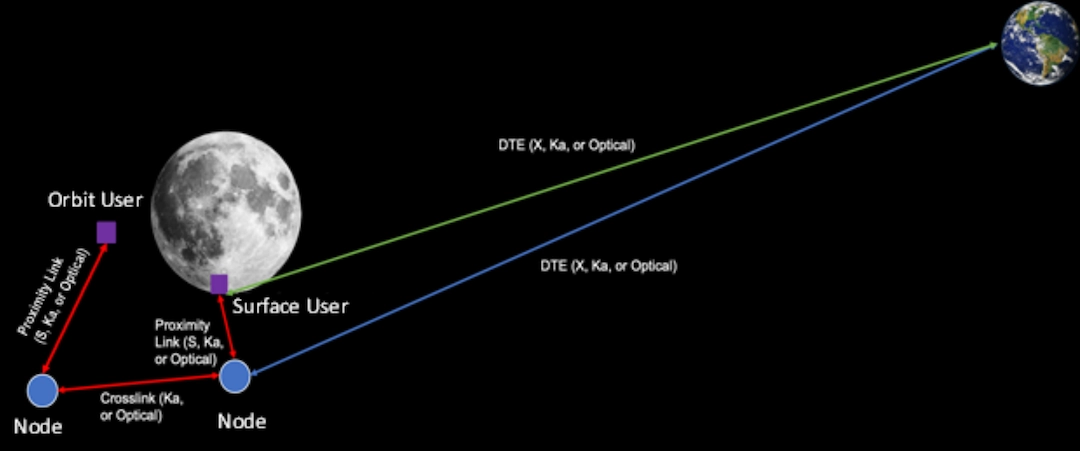 DTE (X, Ka, or Optical)
Orbit User
Proximity Link
(S, Ka, or Optical)
DTE (X, Ka, or Optical)
Surface User
Proximity
Link (S, Ka,
or Optical)
Crosslink (Ka,
or Optical)
Node
Node